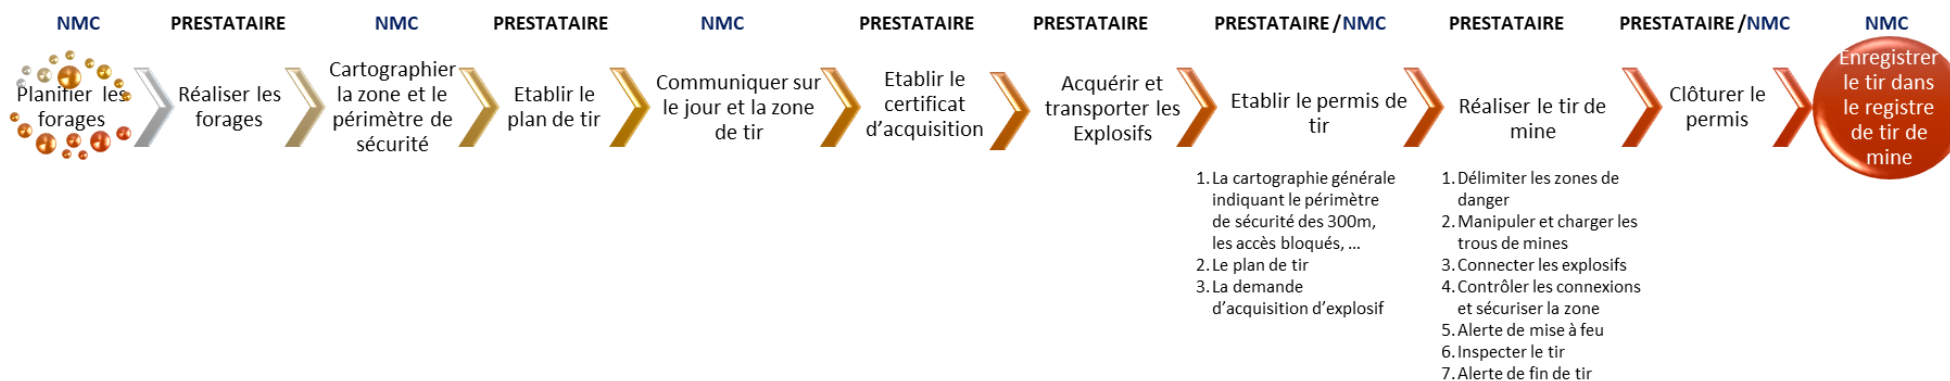 NMC
Planifier les
forages
PRESTATAIRE
Réaliser les
forages
NMC
Cartographier
la zone et le
périmètre de
sécurité
PRESTATAIRE
Etablir le
plan de tir
NMC
Communiquer sur
le jour et la zone
de tir
PRESTATAIRE
Etablir le
certificat
d’acquisition
PRESTATAIRE
Acquérir et
transporter les
Explosifs
PRESTATAIRE /NMC
Etablir le permis de
tir
1. La cartographie générale
indiquant le périmètre
de sécurité des 300m,
les accès bloqués, …
2. Le plan de tir
3. La demande
d’acquisition d’explosif
PRESTATAIRE
Réaliser le tir de
mine
1. Délimiter les zones de
danger
2. Manipuler et charger les
trous de mines
3. Connecter les explosifs
4. Contrôler les connexions
et sécuriser la zone
5. Alerte de mise à feu
6. Inspecter le tir
7. Alerte de fin de tir
PRESTATAIRE /NMC
Clôturer le
permis
NMC
Enregistrer
le tir dans
le registre
de tir de
mine